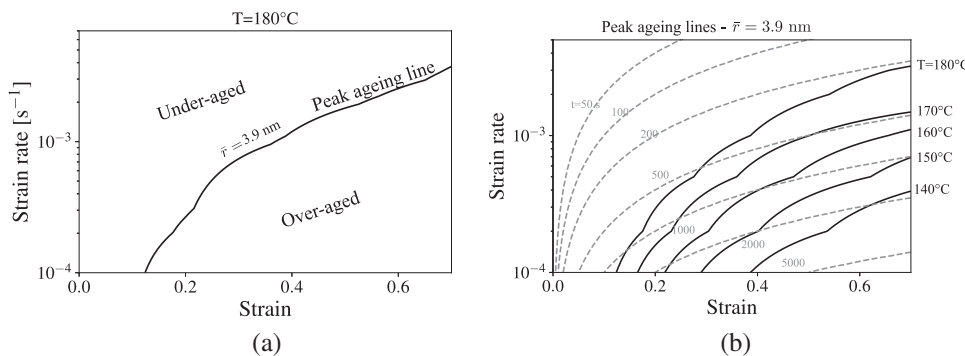 T=180°C
Under-aged
Peak ageing line
r̄ = 3.9 nm
Over-aged
Strain rate [s⁻¹]
10⁻³
10⁻⁴
0.0 0.2 0.4 0.6
Strain
(a)
Peak ageing lines - r̄ = 3.9 nm
T=180°C
170°C
160°C
150°C
140°C
t=50 s
100
200
500
1000
2000
5000
Strain rate
10⁻³
10⁻⁴
0.0 0.2 0.4 0.6
Strain
(b)